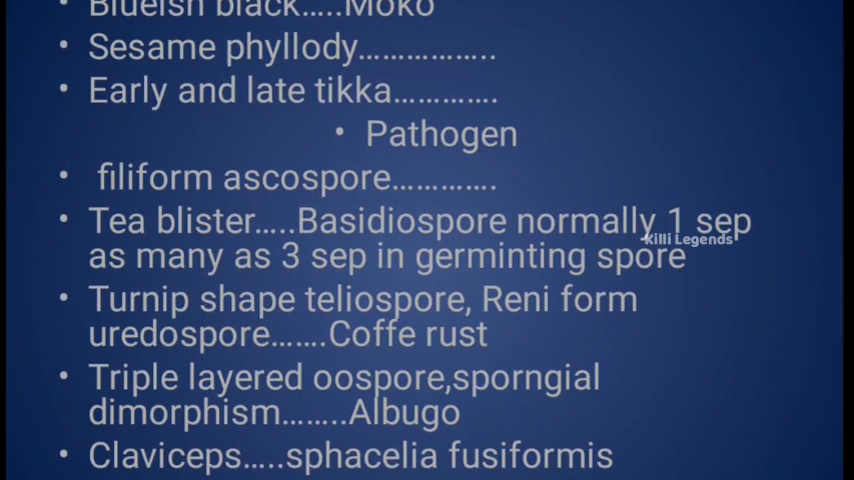 • Blueish black.....Moko
• Sesame phyllody................
• Early and late tikka.............
• Pathogen
• filiform ascospore.............
• Tea blister.....Basidiospore normally 1 sep
killi Legends
as many as 3 sep in germinting spore
• Turnip shape teliospore, Reni form
uredospore.......Coffe rust
• Triple layered oospore,sporngial
dimorphism........Albugo
• Claviceps.....sphacelia fusiformis